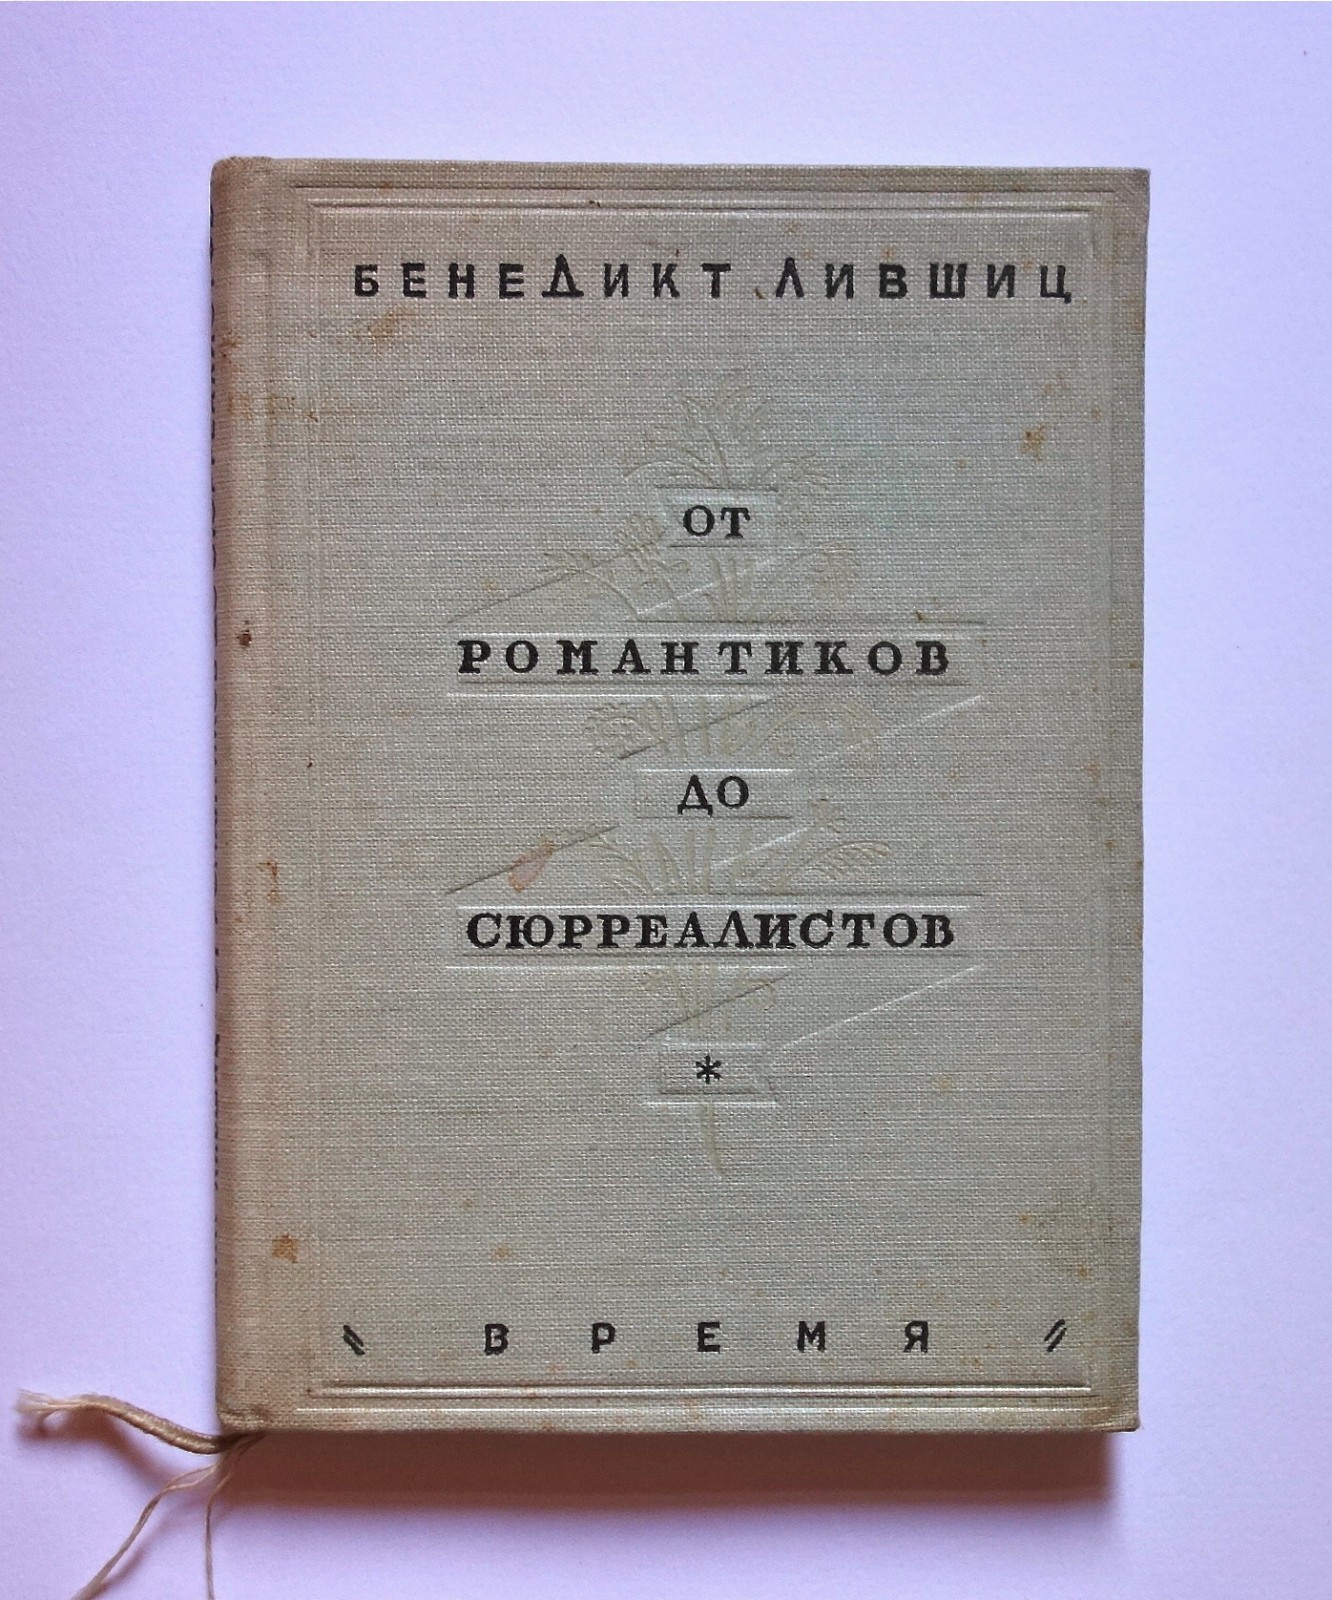 БЕНЕДИКТ ЛИВШИЦ
ОТ
РОМАНТИКОВ
ДО
СЮРРЕАЛИСТОВ
*
ВРЕМЯ